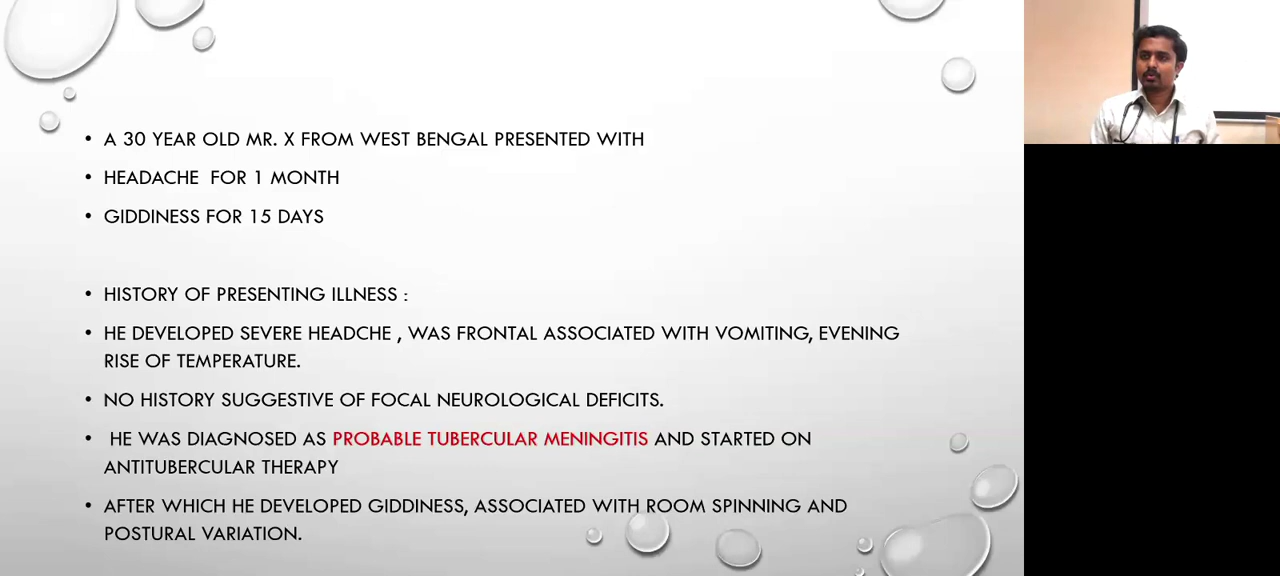 • A 30 YEAR OLD MR. X FROM WEST BENGAL PRESENTED WITH
• HEADACHE FOR 1 MONTH
• GIDDINESS FOR 15 DAYS
• HISTORY OF PRESENTING ILLNESS :
• HE DEVELOPED SEVERE HEADCHE , WAS FRONTAL ASSOCIATED WITH VOMITING, EVENING
RISE OF TEMPERATURE.
• NO HISTORY SUGGESTIVE OF FOCAL NEUROLOGICAL DEFICITS.
• HE WAS DIAGNOSED AS PROBABLE TUBERCULAR MENINGITIS AND STARTED ON
ANTITUBERCULAR THERAPY
• AFTER WHICH HE DEVELOPED GIDDINESS, ASSOCIATED WITH ROOM SPINNING AND
POSTURAL VARIATION.